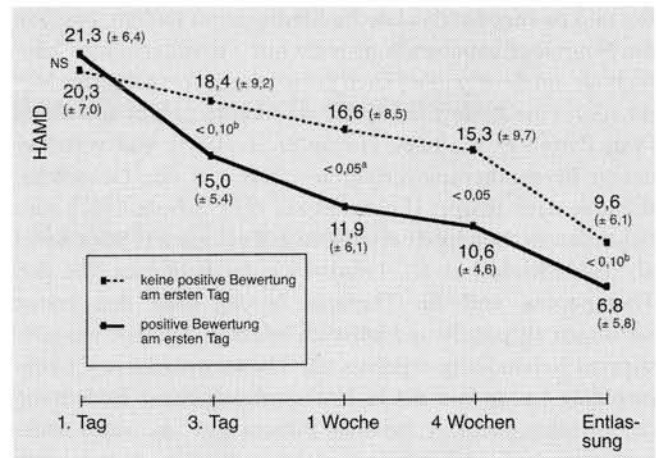 21,3 (± 6,4)
NS
20,3
(± 7,0)
18,4 (± 9,2)
16,6 (± 8,5)
15,3 (± 9,7)
9,6
(± 6,1)
< 0,10ᵇ
< 0,05ᵃ
< 0,05
< 0,10ᵇ
15,0
(± 5,4)
11,9
(± 6,1)
10,6
(± 4,6)
6,8
(± 5,8)
HAMD
keine positive Bewertung
am ersten Tag
positive Bewertung
am ersten Tag
1. Tag
3. Tag
1 Woche
4 Wochen
Entlas-
sung